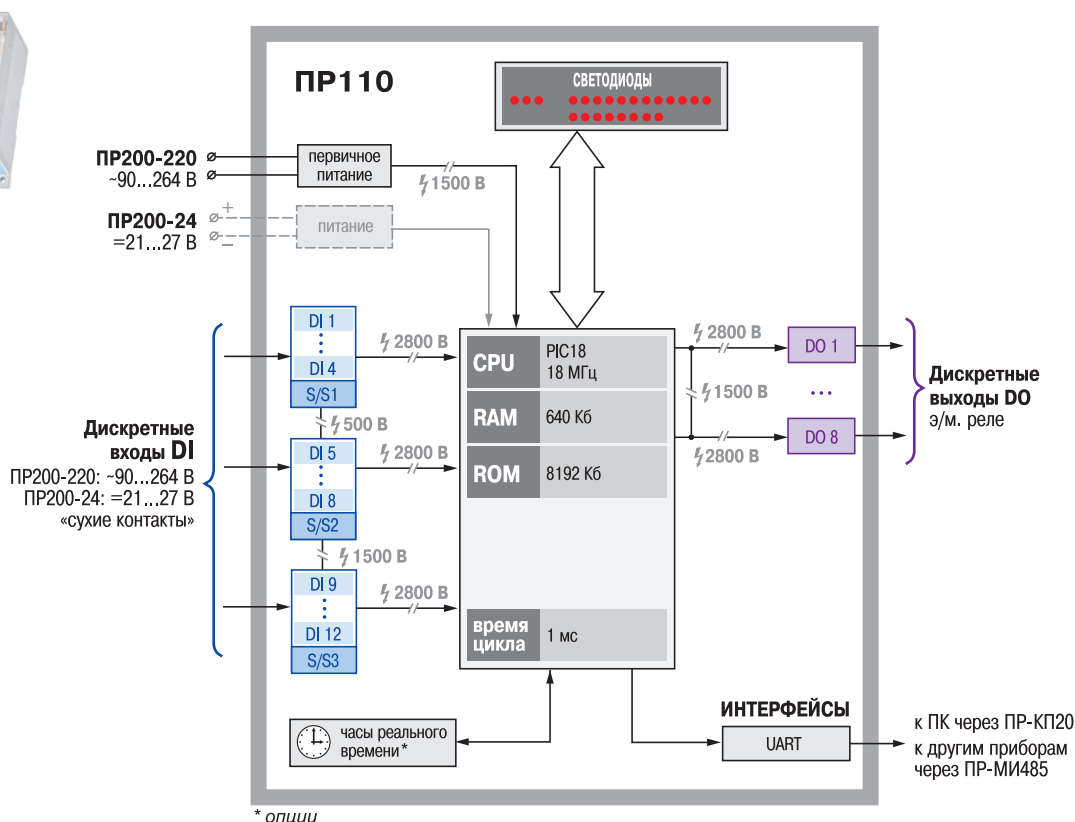 ПР110
СВЕТОДИОДЫ
ПР200-220
~90...264 В
первичное
питание
1500 В
ПР200-24
=21...27 В
+
–
питание
DI 1
DI 4
S/S1
2800 В
500 В
DI 5
DI 8
S/S2
2800 В
1500 В
DI 9
DI 12
S/S3
2800 В
Дискретные
входы DI
ПР200-220: ~90...264 В
ПР200-24: =21...27 В
«сухие контакты»
CPU
PIC18
18 МГц
RAM
640 Кб
ROM
8192 Кб
время
цикла
1 мс
2800 В
DO 1
1500 В
...
2800 В
DO 8
Дискретные
выходы DO
э/м. реле
часы реального
времени*
ИНТЕРФЕЙСЫ
UART
к ПК через ПР-КП20
к другим приборам
через ПР-МИ485
* опции